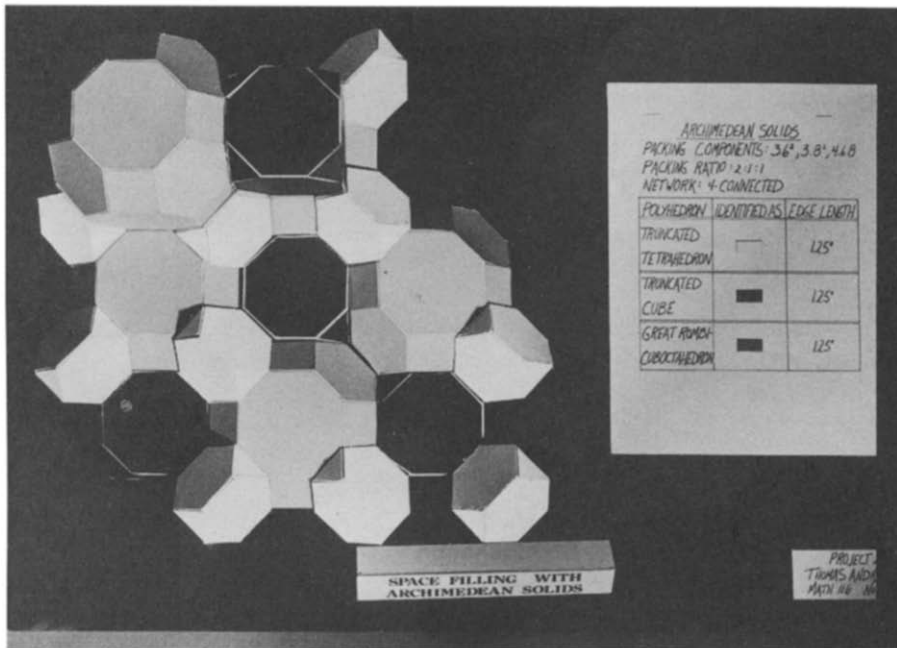 ARCHIMEDEAN SOLIDS
PACKING COMPONENTS: 3.6², 3.8², 4.6.8
PACKING RATIO: 2:1:1
NETWORK: 4-CONNECTED
POLYHEDRON IDENTIFIED AS EDGE LENGTH
TRUNCATED
TETRAHEDRON 1.25"
TRUNCATED
CUBE 1.25"
GREAT ROMBI-
CUBOCTAHEDRON 1.25"
SPACE FILLING WITH
ARCHIMEDEAN SOLIDS
PROJECT
THOMAS
MATH 116